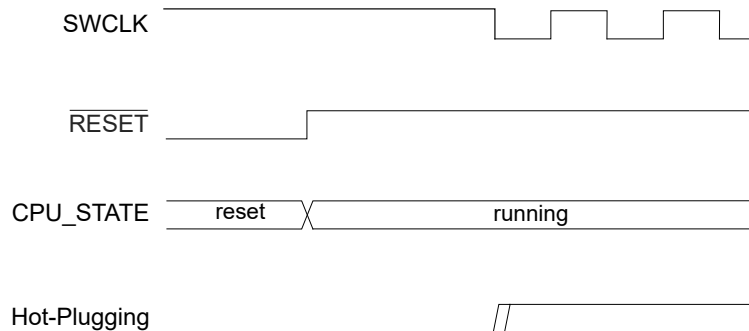 SWCLK
RESET
CPU_STATE
reset
running
Hot-Plugging